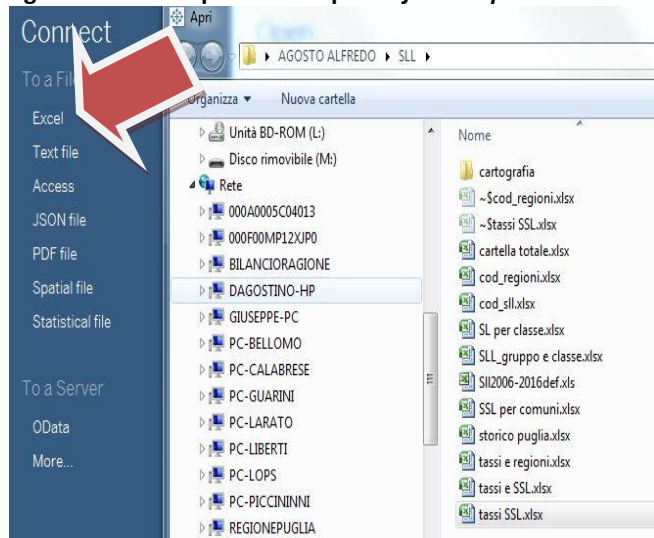 Connect
To a File
Excel
Text file
Access
JSON file
PDF file
Spatial file
Statistical file
To a Server
OData
More...
Apri
AGOSTO ALFREDO
SLL
Organizza
Nuova cartella
Unità BD-ROM (L:)
Disco rimovibile (M:)
Rete
000A0005C04013
000F00MP12XJP0
BILANCIORAGIONE
DAGOSTINO-HP
GIUSEPPE-PC
PC-BELLOMO
PC-CALABRESE
PC-GUARINI
PC-LARATO
PC-LIBERTI
PC-LOPS
PC-PICCININNI
REGIONEPUGLIA
Nome
cartografia
~$cod_regioni.xlsx
~$tassi SSL.xlsx
cartella totale.xlsx
cod_regioni.xlsx
cod_sll.xlsx
SL per classe.xlsx
SLL_gruppo e classe.xlsx
Sll2006-2016def.xls
SSL per comuni.xlsx
storico puglia.xlsx
tassi e regioni.xlsx
tassi e SSL.xlsx
tassi SSL.xlsx